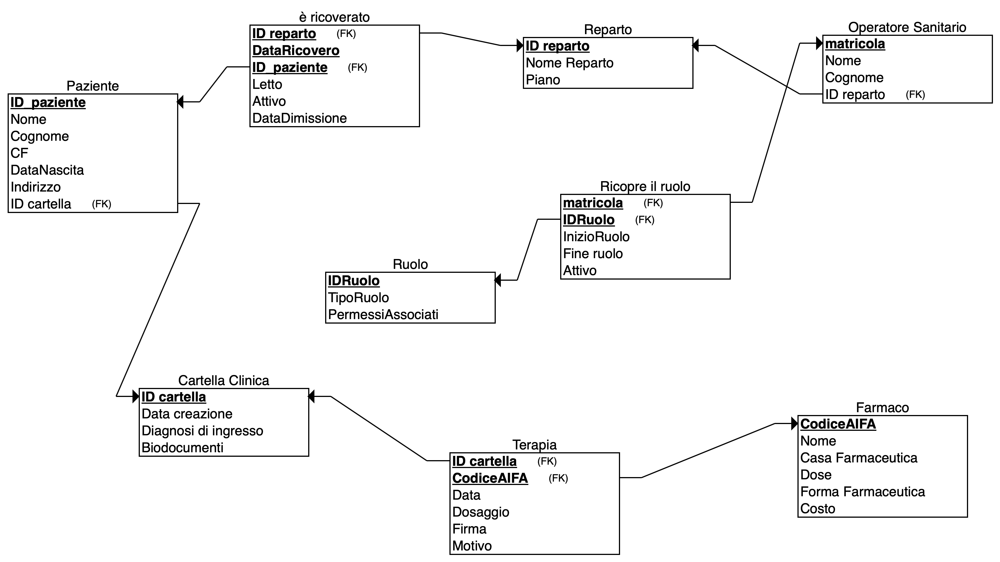 è ricoverato
ID reparto (FK)
DataRicovero
ID_paziente (FK)
Letto
Attivo
DataDimissione
Reparto
ID reparto
Nome Reparto
Piano
Operatore Sanitario
matricola
Nome
Cognome
ID reparto (FK)
Paziente
ID_paziente
Nome
Cognome
CF
DataNascita
Indirizzo
ID cartella (FK)
Ricopre il ruolo
matricola (FK)
IDRuolo (FK)
InizioRuolo
Fine ruolo
Attivo
Ruolo
IDRuolo
TipoRuolo
PermessiAssociati
Cartella Clinica
ID cartella
Data creazione
Diagnosi di ingresso
Biodocumenti
Terapia
ID cartella (FK)
CodiceAIFA (FK)
Data
Dosaggio
Firma
Motivo
Farmaco
CodiceAIFA
Nome
Casa Farmaceutica
Dose
Forma Farmaceutica
Costo